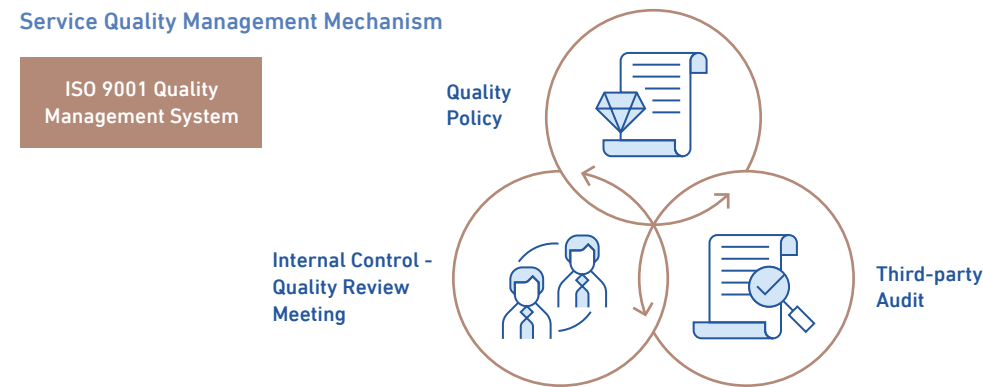 Service Quality Management Mechanism
ISO 9001 Quality
Management System
Quality
Policy
Internal Control -
Quality Review
Meeting
Third-party
Audit